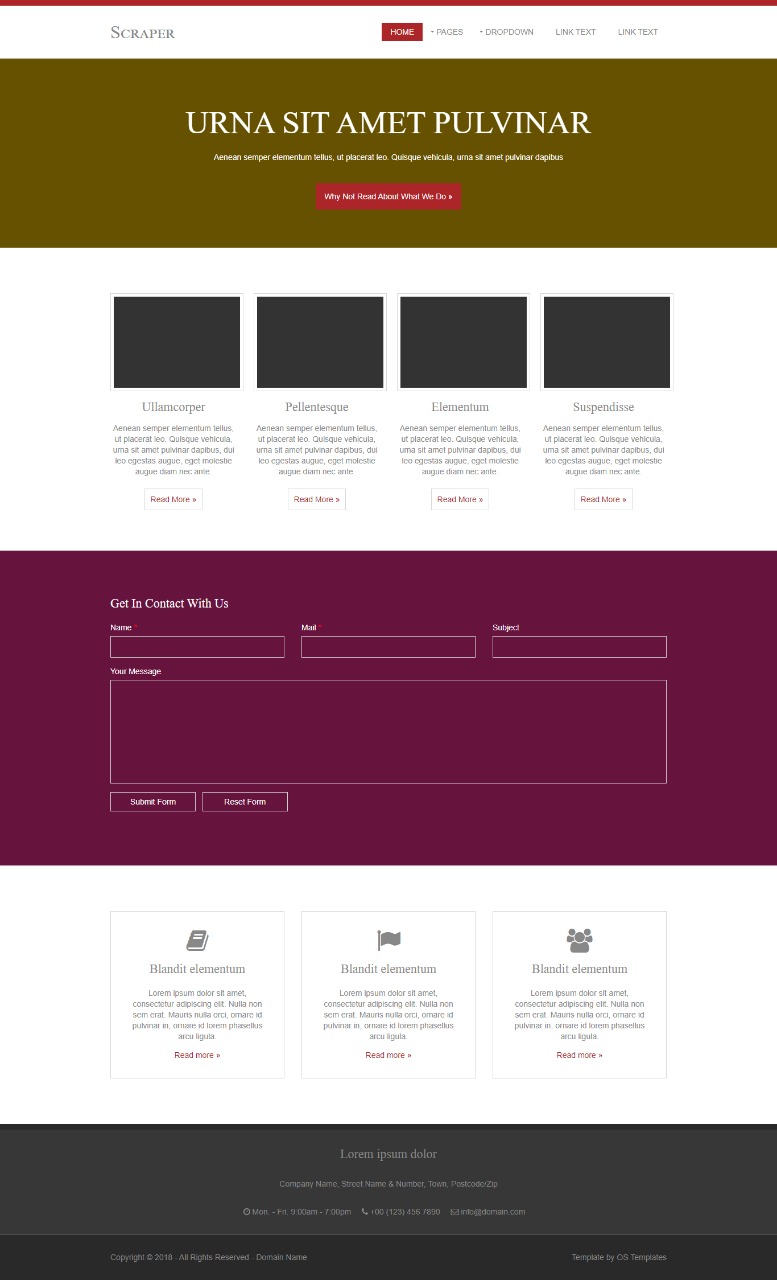 Scraper
HOME PAGES DROPDOWN LINK TEXT LINK TEXT
URNA SIT AMET PULVINAR
Aenean semper elementum tellus, ut placerat leo. Quisque vehicula, urna sit amet pulvinar dapibus
Why Not Read About What We Do »
Ullamcorper
Aenean semper elementum tellus,
ut placerat leo. Quisque vehicula,
urna sit amet pulvinar dapibus, dui
leo egestas augue, eget molestie
augue diam nec ante
Read More »
Pellentesque
Aenean semper elementum tellus,
ut placerat leo. Quisque vehicula,
urna sit amet pulvinar dapibus, dui
leo egestas augue, eget molestie
augue diam nec ante
Read More »
Elementum
Aenean semper elementum tellus,
ut placerat leo. Quisque vehicula,
urna sit amet pulvinar dapibus, dui
leo egestas augue, eget molestie
augue diam nec ante
Read More »
Suspendisse
Aenean semper elementum tellus,
ut placerat leo. Quisque vehicula,
urna sit amet pulvinar dapibus, dui
leo egestas augue, eget molestie
augue diam nec ante
Read More »
Get In Contact With Us
Name * Mail * Subject
Your Message
Submit Form Reset Form
Blandit elementum
Lorem ipsum dolor sit amet,
consectetur adipiscing elit. Nulla non
sem erat. Mauris nulla orci, ornare id
pulvinar in, ornare id lorem phasellus
arcu ligula.
Read more »
Blandit elementum
Lorem ipsum dolor sit amet,
consectetur adipiscing elit. Nulla non
sem erat. Mauris nulla orci, ornare id
pulvinar in, ornare id lorem phasellus
arcu ligula.
Read more »
Blandit elementum
Lorem ipsum dolor sit amet,
consectetur adipiscing elit. Nulla non
sem erat. Mauris nulla orci, ornare id
pulvinar in, ornare id lorem phasellus
arcu ligula.
Read more »
Lorem ipsum dolor
Company Name, Street Name & Number, Town, Postcode/Zip
Mon. - Fri. 9:00am - 7:00pm +00 (123) 456 7890 info@domain.com
Copyright © 2018 - All Rights Reserved - Domain Name Template by OS Templates